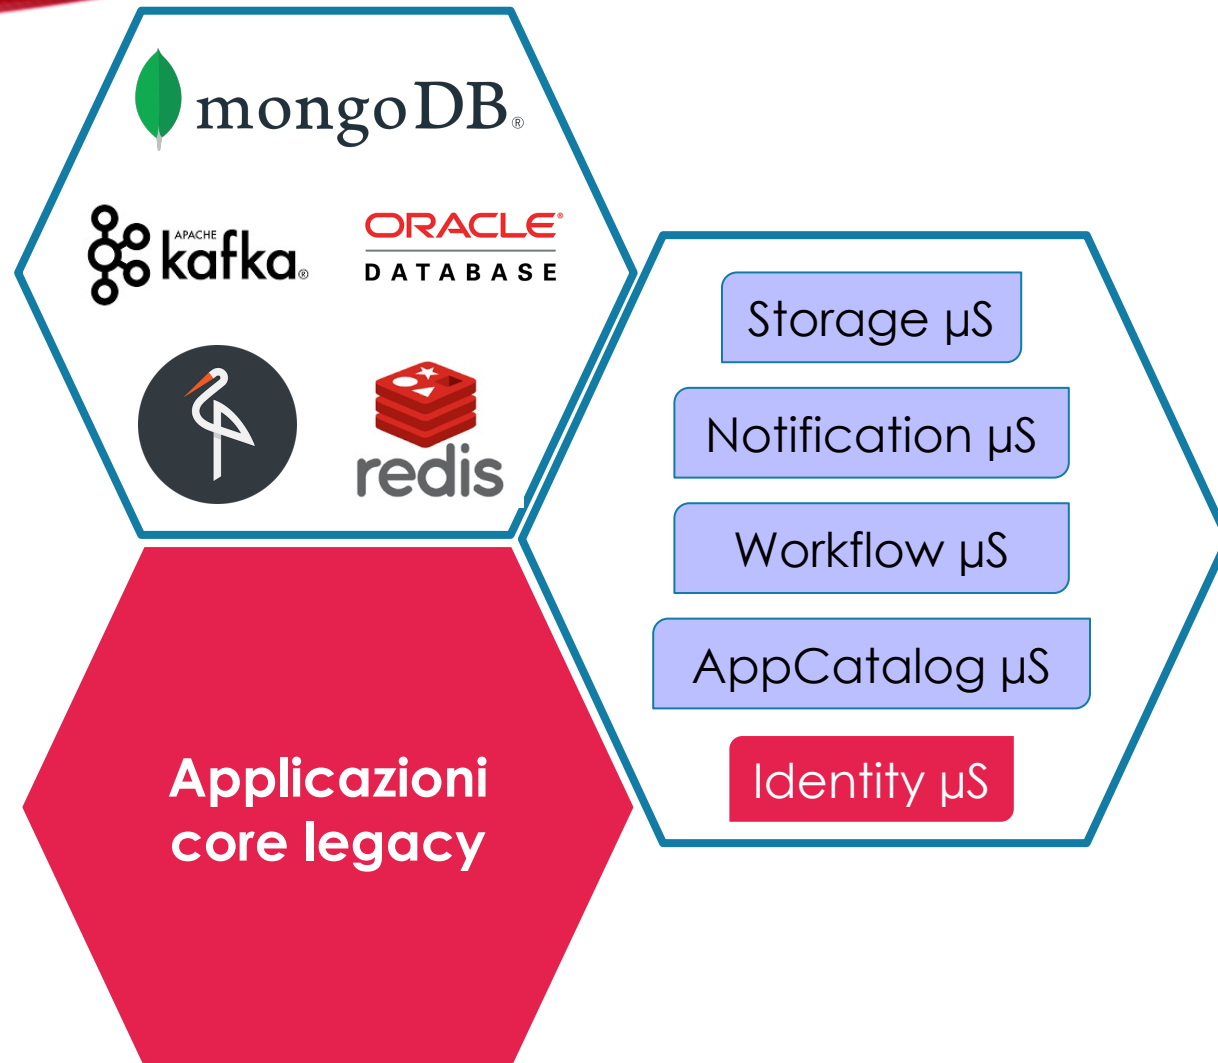 mongoDB®
APACHE
kafka®
ORACLE®
DATABASE
redis
Storage µS
Notification µS
Workflow µS
AppCatalog µS
Identity µS
Applicazioni
core legacy